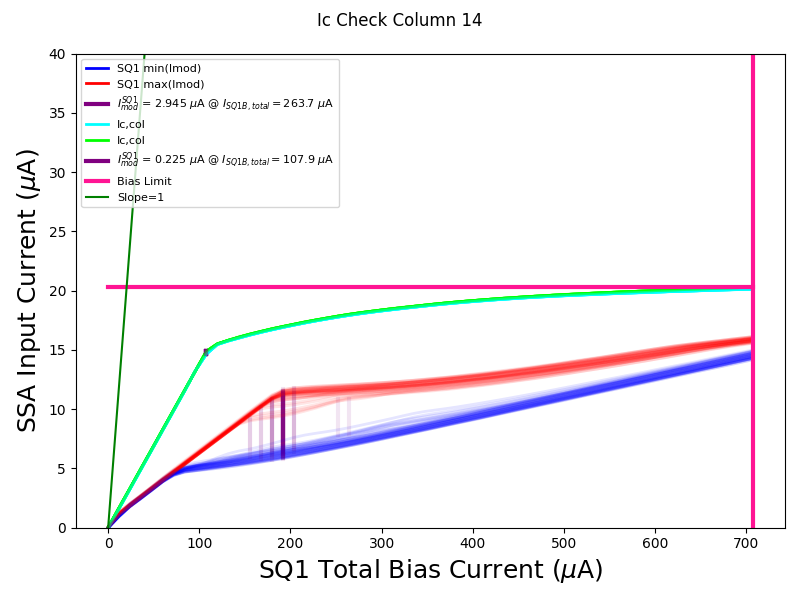 Ic Check Column 14
SSA Input Current (μA)
40
35
30
25
20
15
10
5
0
SQ1 min(Imod)
SQ1 max(Imod)
I_{mod}^{SQ1} = 2.945 μA @ I_{SQ1B,total} = 263.7 μA
Ic,col
Ic,col
I_{mod}^{SQ1} = 0.225 μA @ I_{SQ1B,total} = 107.9 μA
Bias Limit
Slope=1
0 100 200 300 400 500 600 700
SQ1 Total Bias Current (μA)